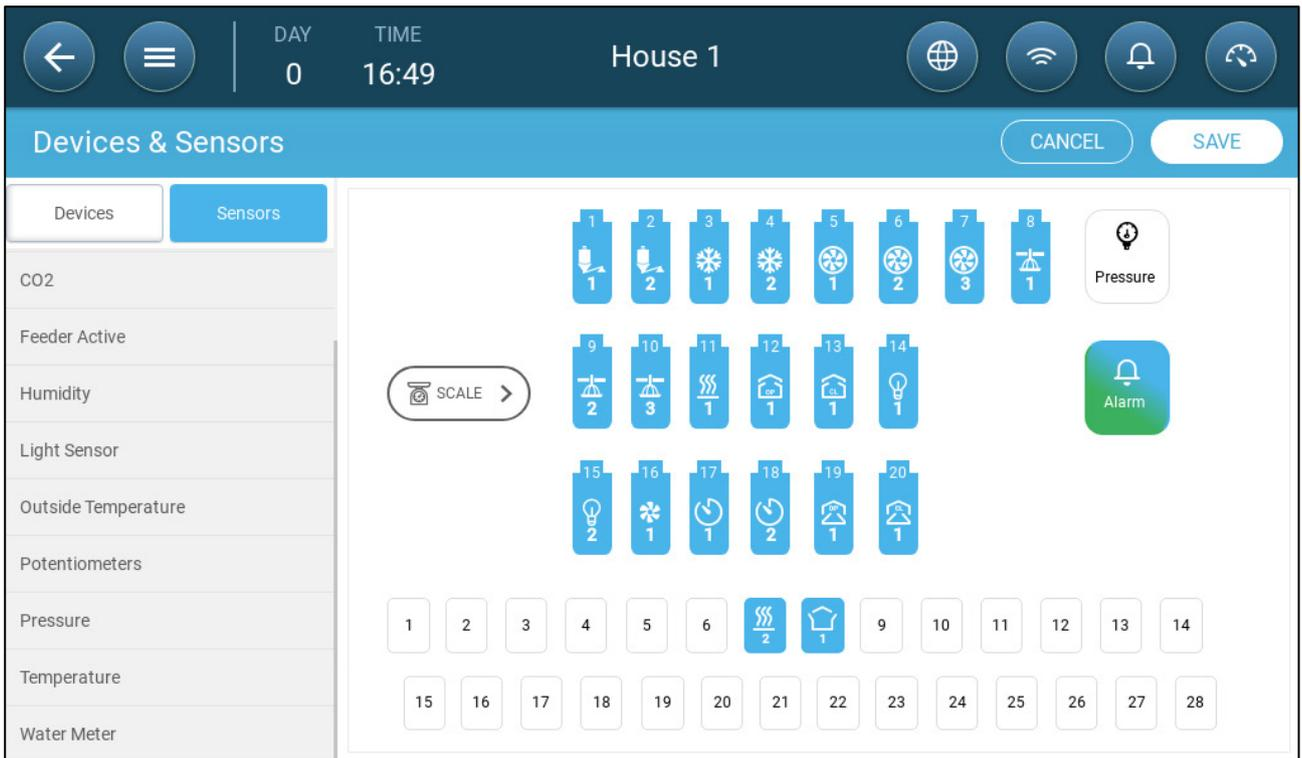 DAY TIME House 1
0 16:49
Devices & Sensors CANCEL SAVE
Devices Sensors
CO2
Feeder Active
Humidity
Light Sensor
Outside Temperature
Potentiometers
Pressure
Temperature
Water Meter
1 2 3 4 5 6 7 8
1 2 1 2 1 2 3 1
Pressure
9 10 11 12 13 14
OP CL
2 3 1 1 1 1
SCALE
Alarm
15 16 17 18 19 20
OP CL
2 1 1 2 1 1
1 2 3 4 5 6 2 1 9 10 11 12 13 14
15 16 17 18 19 20 21 22 23 24 25 26 27 28